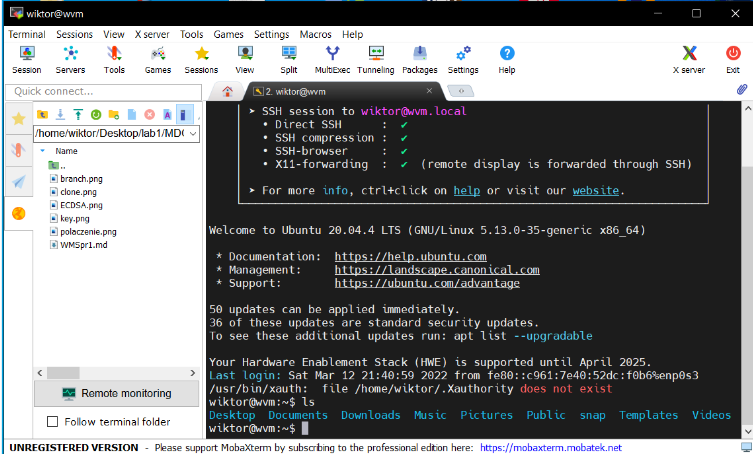 wiktor@wvm
Terminal Sessions View X server Tools Games Settings Macros Help
Session Servers Tools Games Sessions View Split MultiExec Tunneling Packages Settings Help X server Exit
Quick connect...
2. wiktor@wvm
/home/wiktor/Desktop/lab1/MDO
Name
..
branch.png
clone.png
ECDSA.png
key.png
polaczenie.png
WMSpr1.md
Remote monitoring
Follow terminal folder
➤ SSH session to wiktor@wvm.local
• Direct SSH : ✔
• SSH compression : ✔
• SSH-browser : ✔
• X11-forwarding : ✔ (remote display is forwarded through SSH)
➤ For more info, ctrl+click on help or visit our website.
Welcome to Ubuntu 20.04.4 LTS (GNU/Linux 5.13.0-35-generic x86_64)
* Documentation: https://help.ubuntu.com
* Management: https://landscape.canonical.com
* Support: https://ubuntu.com/advantage
50 updates can be applied immediately.
36 of these updates are standard security updates.
To see these additional updates run: apt list --upgradable
Your Hardware Enablement Stack (HWE) is supported until April 2025.
Last login: Sat Mar 12 21:40:59 2022 from fe80::c961:7e40:52dc:f0b6%enp0s3
/usr/bin/xauth: file /home/wiktor/.Xauthority does not exist
wiktor@wvm:~$ ls
Desktop Documents Downloads Music Pictures Public snap Templates Videos
wiktor@wvm:~$
UNREGISTERED VERSION - Please support MobaXterm by subscribing to the professional edition here: https://mobaxterm.mobatek.net